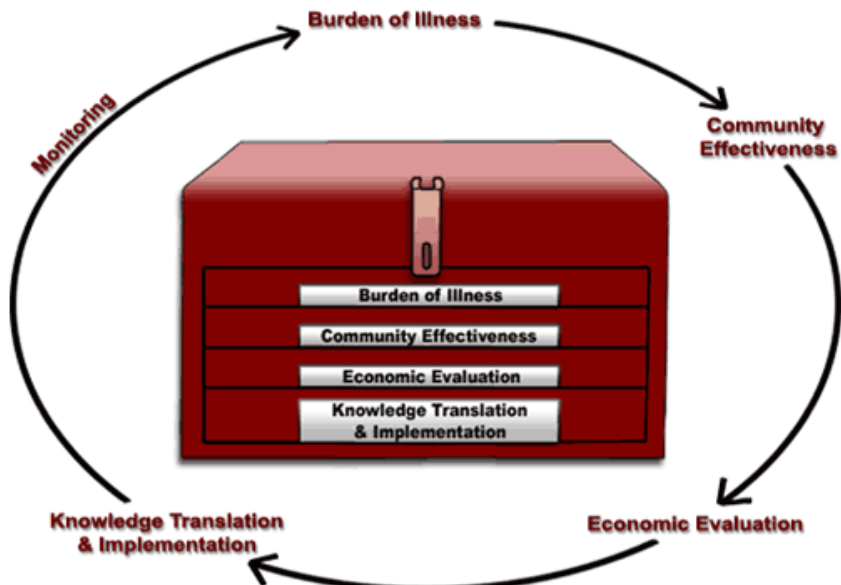 Burden of Illness
Community
Effectiveness
Monitoring
Burden of Illness
Community Effectiveness
Economic Evaluation
Knowledge Translation
& Implementation
Knowledge Translation
& Implementation
Economic Evaluation